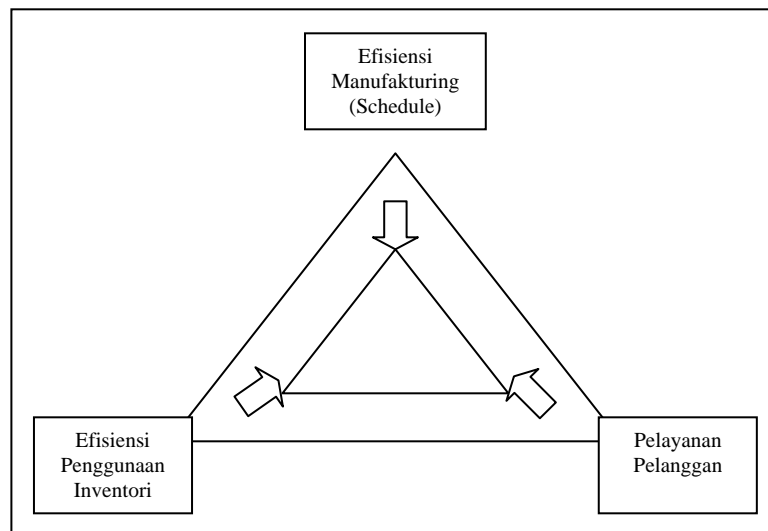 Efisiensi
Manufakturing
(Schedule)
Efisiensi
Penggunaan
Inventori
Pelayanan
Pelanggan